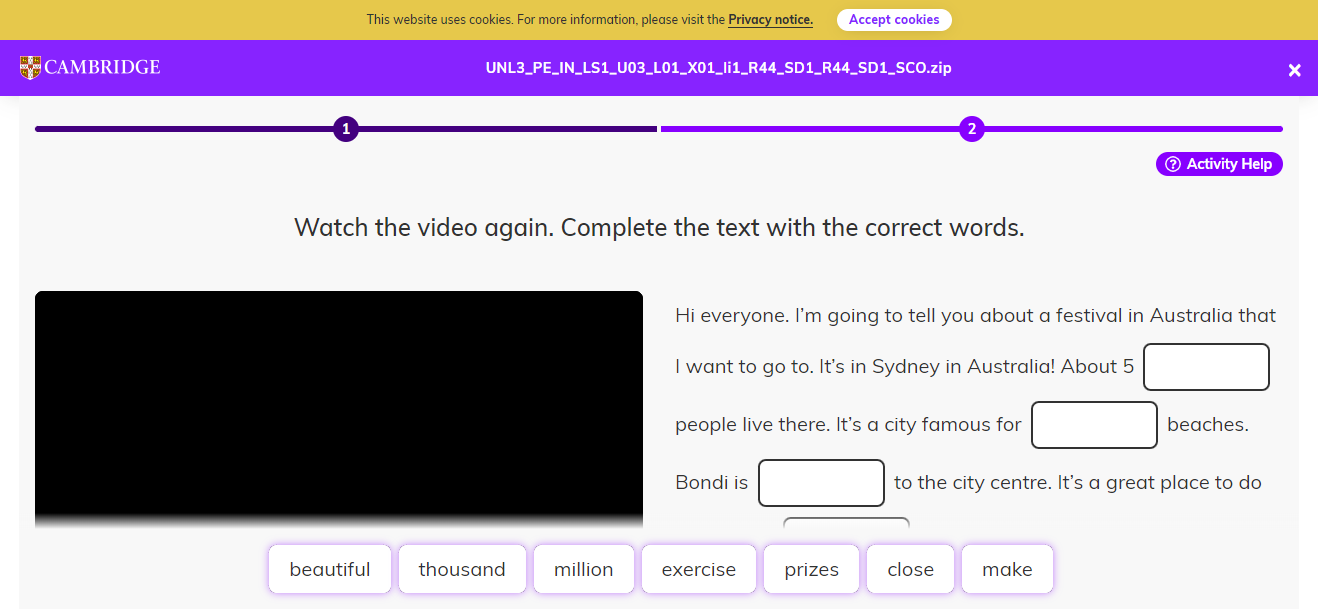 This website uses cookies. For more information, please visit the Privacy notice. Accept cookies
CAMBRIDGE
UNL3_PE_IN_LS1_U03_L01_X01_Ii1_R44_SD1_R44_SD1_SCO.zip
1
2
Activity Help
Watch the video again. Complete the text with the correct words.
Hi everyone. I’m going to tell you about a festival in Australia that
I want to go to. It’s in Sydney in Australia! About 5
people live there. It’s a city famous for beaches.
Bondi is to the city centre. It’s a great place to do
beautiful thousand million exercise prizes close make